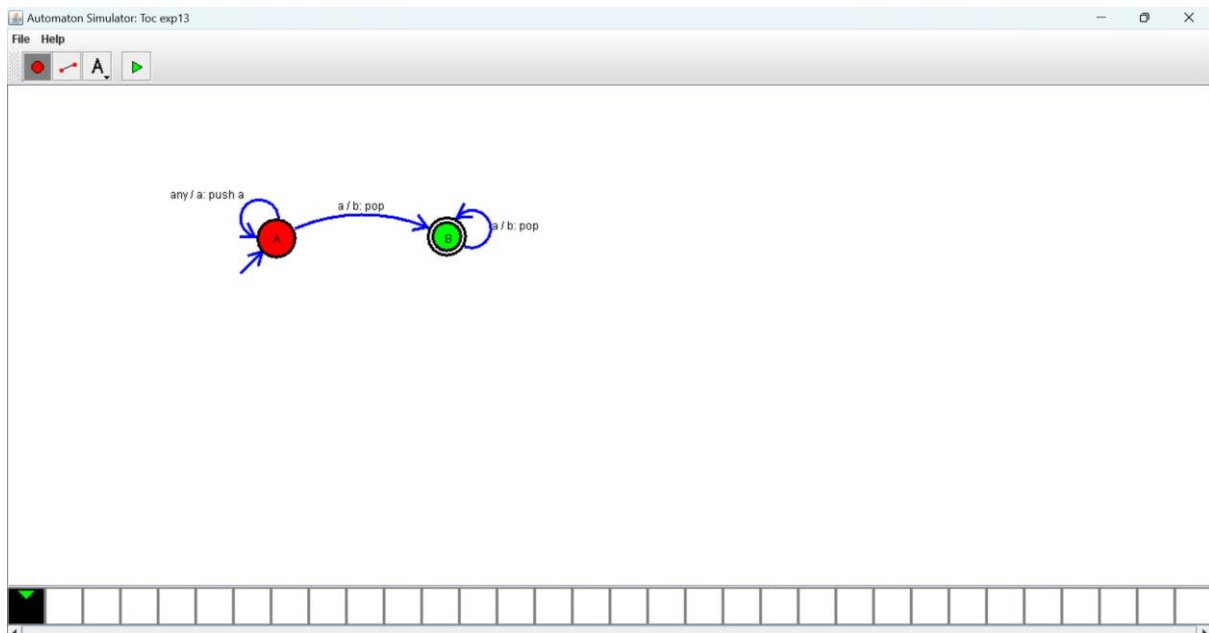 Automaton Simulator: Toc exp13
File Help
A
any / a: push a
a / b: pop
A
B
a / b: pop